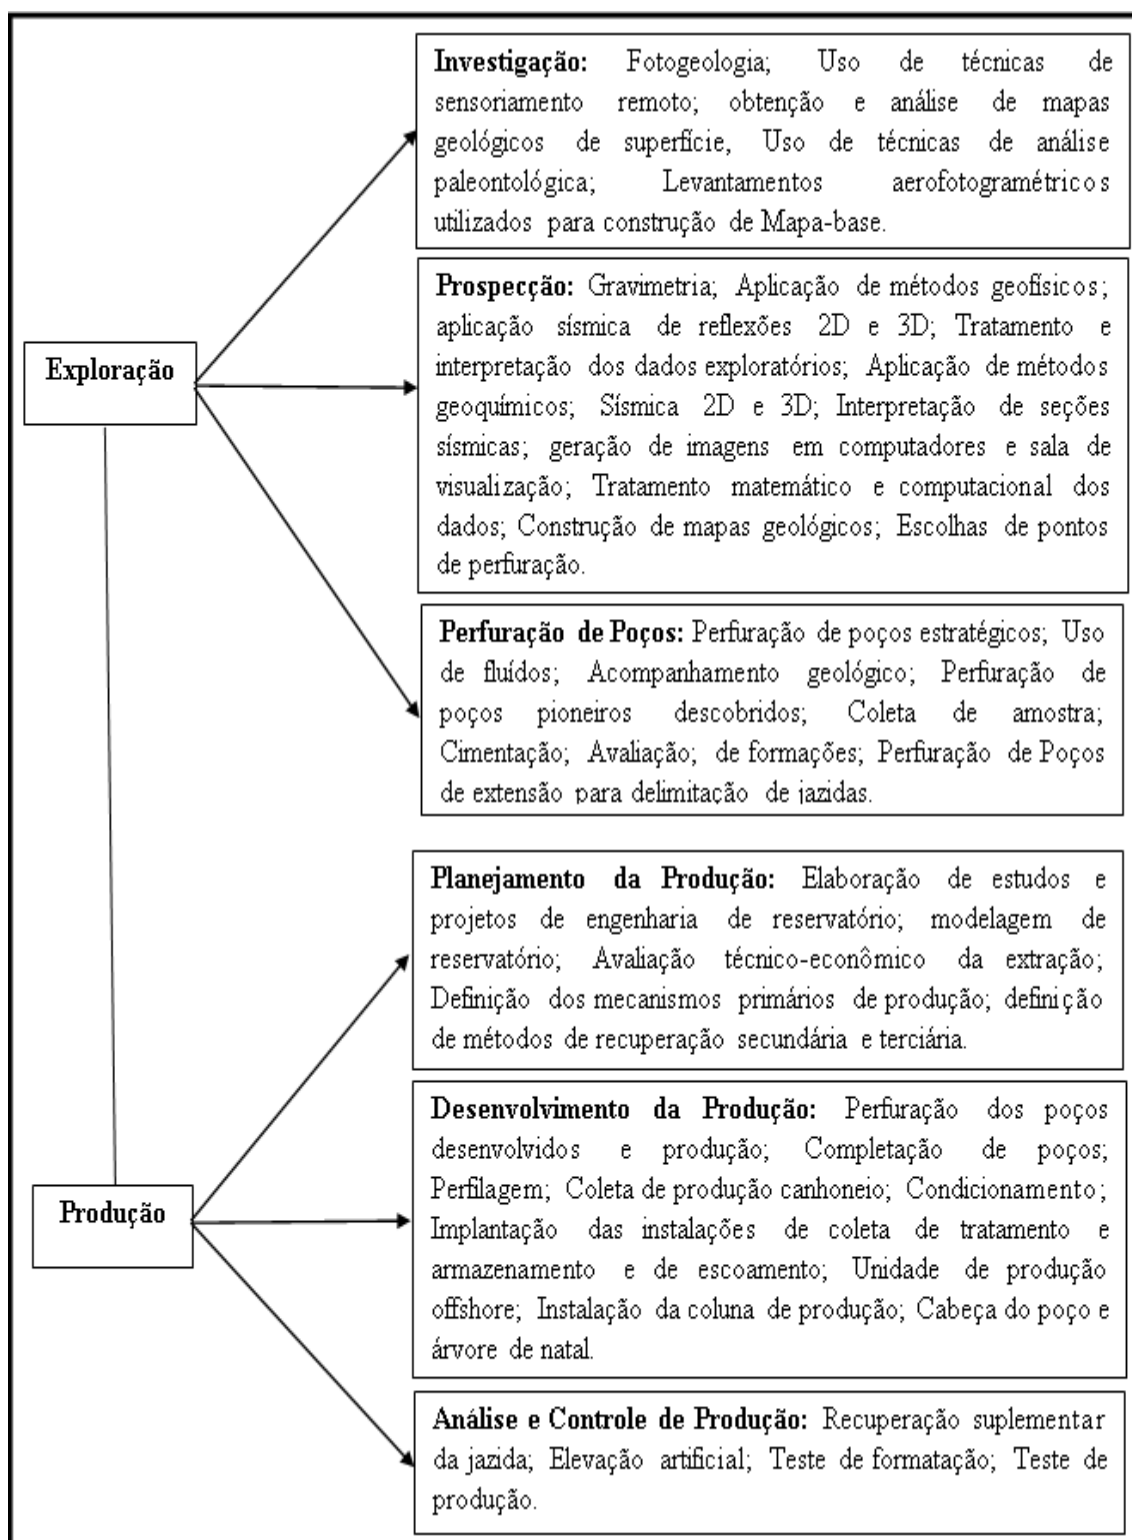 Investigação: Fotogeologia; Uso de técnicas de
sensoriamento remoto; obtenção e análise de mapas
geológicos de superfície, Uso de técnicas de análise
paleontológica; Levantamentos aerofotogramétricos
utilizados para construção de Mapa-base.
Exploração
Prospecção: Gravimetria; Aplicação de métodos geofísicos;
aplicação sísmica de reflexões 2D e 3D; Tratamento e
interpretação dos dados exploratórios; Aplicação de métodos
geoquímicos; Sísmica 2D e 3D; Interpretação de seções
sísmicas; geração de imagens em computadores e sala de
visualização; Tratamento matemático e computacional dos
dados; Construção de mapas geológicos; Escolhas de pontos
de perfuração.
Perfuração de Poços: Perfuração de poços estratégicos; Uso
de fluídos; Acompanhamento geológico; Perfuração de
poços pioneiros descobridos; Coleta de amostra;
Cimentação; Avaliação; de formações; Perfuração de Poços
de extensão para delimitação de jazidas.
Produção
Planejamento da Produção: Elaboração de estudos e
projetos de engenharia de reservatório; modelagem de
reservatório; Avaliação técnico-econômico da extração;
Definição dos mecanismos primários de produção; definição
de métodos de recuperação secundária e terciária.
Desenvolvimento da Produção: Perfuração dos poços
desenvolvidos e produção; Completação de poços;
Perfilagem; Coleta de produção canhoneio; Condicionamento;
Implantação das instalações de coleta de tratamento e
armazenamento e de escoamento; Unidade de produção
offshore; Instalação da coluna de produção; Cabeça do poço e
árvore de natal.
Análise e Controle de Produção: Recuperação suplementar
da jazida; Elevação artificial; Teste de formatação; Teste de
produção.